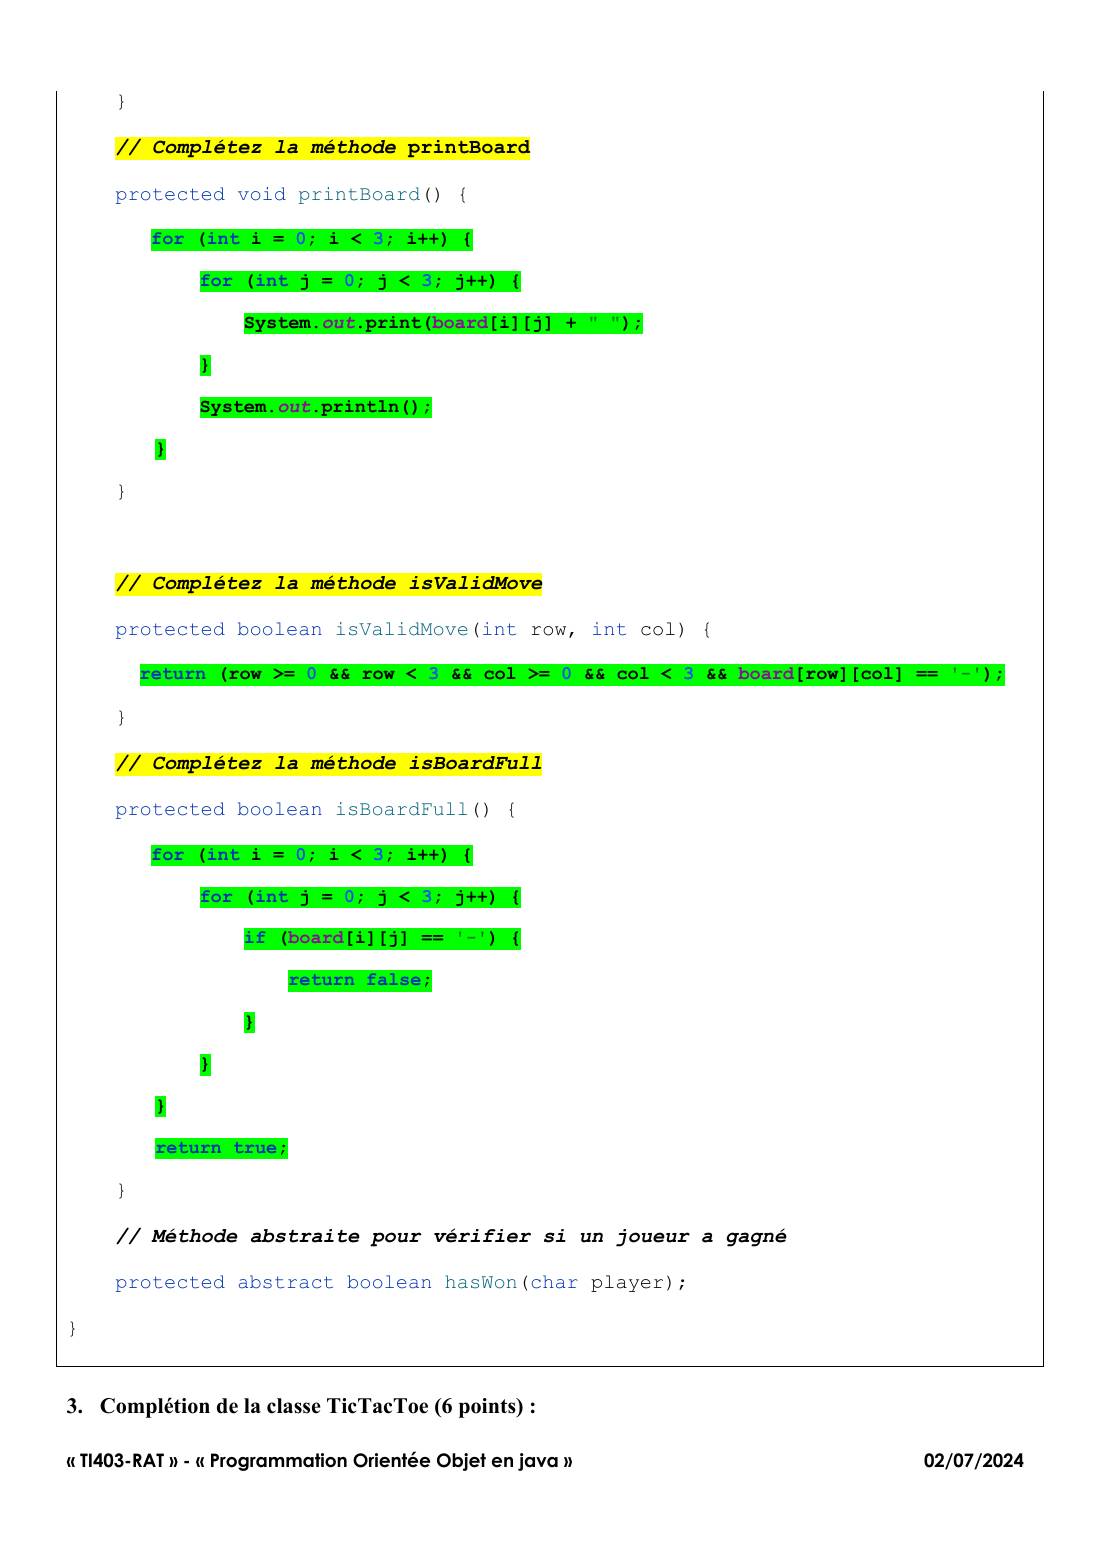 }
// Complétez la méthode printBoard
protected void printBoard() {
for (int i = 0; i < 3; i++) {
for (int j = 0; j < 3; j++) {
System.out.print(board[i][j] + " ");
}
System.out.println();
}
}
// Complétez la méthode isValidMove
protected boolean isValidMove(int row, int col) {
return (row >= 0 && row < 3 && col >= 0 && col < 3 && board[row][col] == '-');
}
// Complétez la méthode isBoardFull
protected boolean isBoardFull() {
for (int i = 0; i < 3; i++) {
for (int j = 0; j < 3; j++) {
if (board[i][j] == '-') {
return false;
}
}
}
return true;
}
// Méthode abstraite pour vérifier si un joueur a gagné
protected abstract boolean hasWon(char player);
}
3. Complétion de la classe TicTacToe (6 points) :
« TI403-RAT » - « Programmation Orientée Objet en java » 02/07/2024